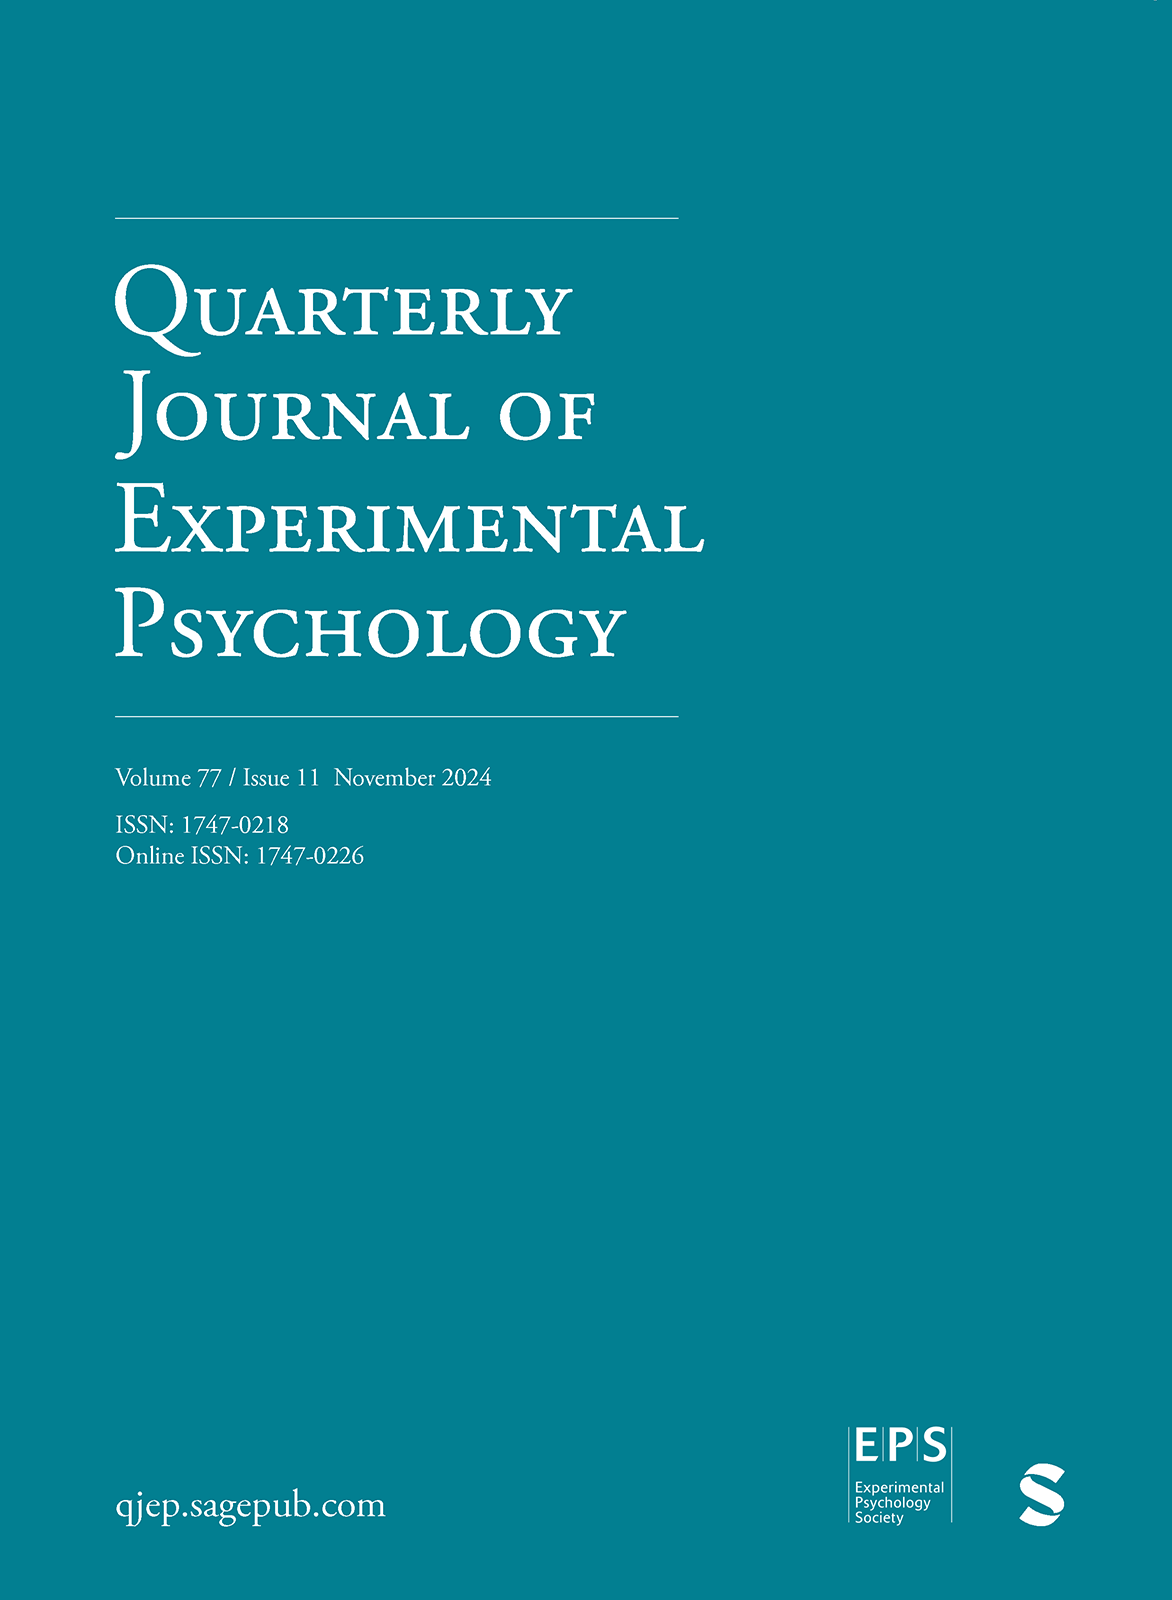 Quarterly
Journal of
Experimental
Psychology
Volume 77 / Issue 11 November 2024
ISSN: 1747-0218
Online ISSN: 1747-0226
qjep.sagepub.com
EPS
Experimental
Psychology
Society
S